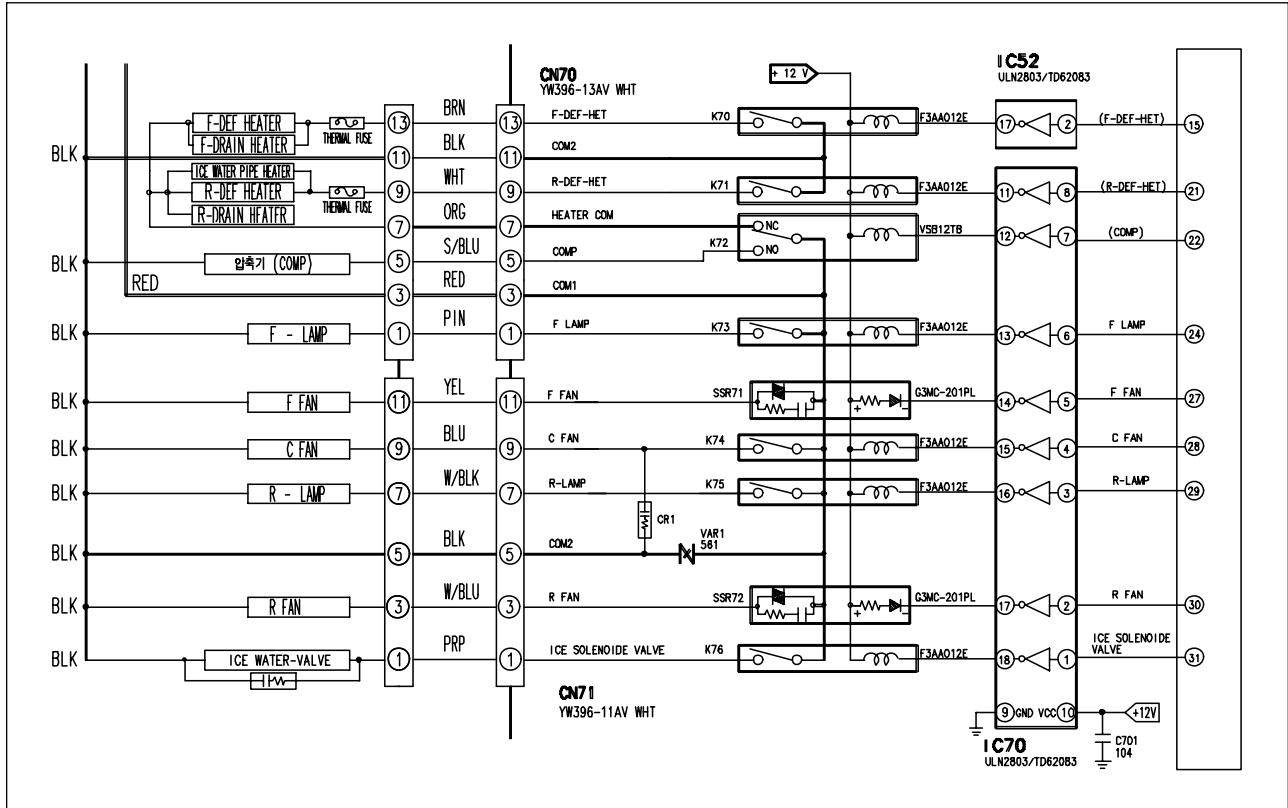 CN70
YW396-13AV WHT
+ 12 V
IC52
ULN2803/TD62083
F-DEF HEATER
F-DRAIN HEATER
THERMAL FUSE
13
BRN
13
F-DEF-HET
K70
F3AA012E
17
2
(F-DEF-HET)
15
BLK
11
BLK
11
COM2
ICE WATER PIPE HEATER
R-DEF HEATER
R-DRAIN HEATER
THERMAL FUSE
9
WHT
9
R-DEF-HET
K71
F3AA012E
11
8
(R-DEF-HET)
21
7
ORG
7
HEATER COM
NC
K72
NO
VSB12TB
12
7
(COMP)
22
BLK
압축기 (COMP)
5
S/BLU
5
COMP
RED
3
RED
3
COM1
BLK
F - LAMP
1
PIN
1
F LAMP
K73
F3AA012E
13
6
F LAMP
24
BLK
F FAN
11
YEL
11
F FAN
SSR71
+
-
G3MC-201PL
14
5
F FAN
27
BLK
C FAN
9
BLU
9
C FAN
K74
F3AA012E
15
4
C FAN
28
BLK
R - LAMP
7
W/BLK
7
R-LAMP
K75
F3AA012E
16
3
R-LAMP
29
CR1
VAR1
561
BLK
5
BLK
5
COM2
BLK
R FAN
3
W/BLU
3
R FAN
SSR72
+
-
G3MC-201PL
17
2
R FAN
30
BLK
ICE WATER-VALVE
1
PRP
1
ICE SOLENOIDE VALVE
K76
F3AA012E
18
1
ICE SOLENOIDE
VALVE
31
CN71
YW396-11AV WHT
9 GND VCC 10
+12V
C701
104
IC70
ULN2803/TD62083